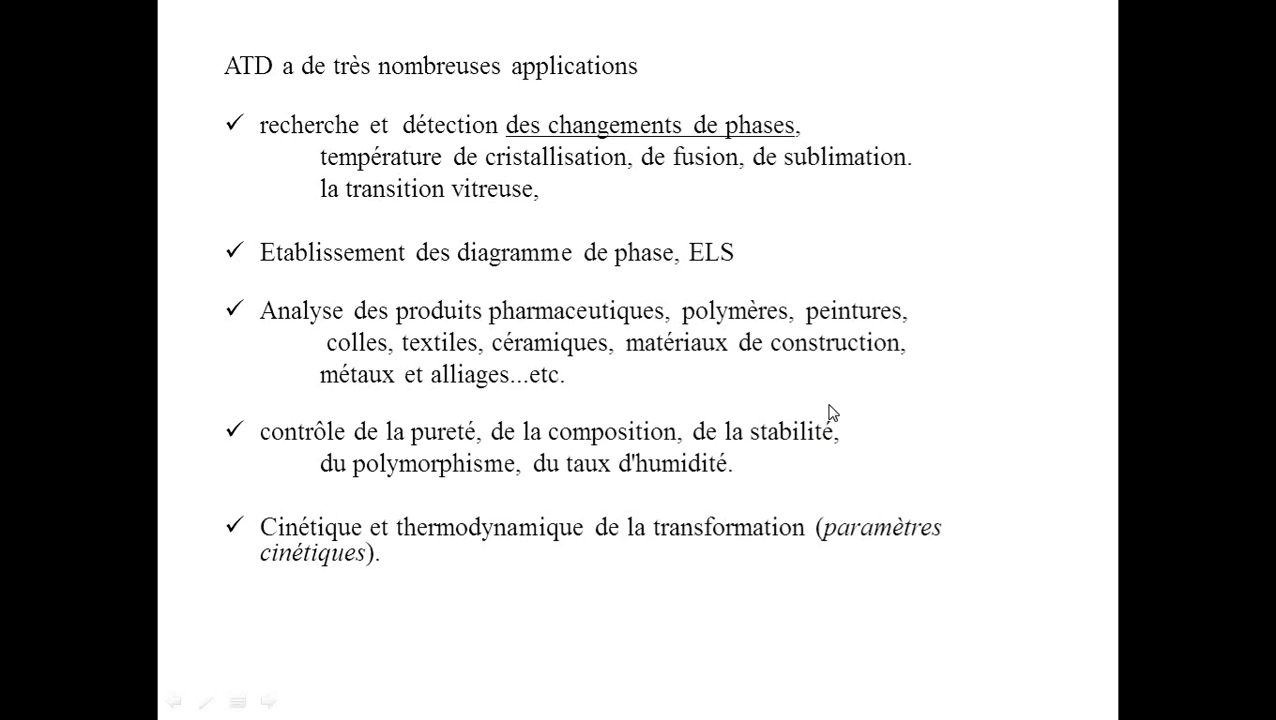 ATD a de très nombreuses applications
✓ recherche et détection des changements de phases,
température de cristallisation, de fusion, de sublimation.
la transition vitreuse,
✓ Etablissement des diagramme de phase, ELS
✓ Analyse des produits pharmaceutiques, polymères, peintures,
colles, textiles, céramiques, matériaux de construction,
métaux et alliages...etc.
✓ contrôle de la pureté, de la composition, de la stabilité,
du polymorphisme, du taux d'humidité.
✓ Cinétique et thermodynamique de la transformation (paramètres
cinétiques).